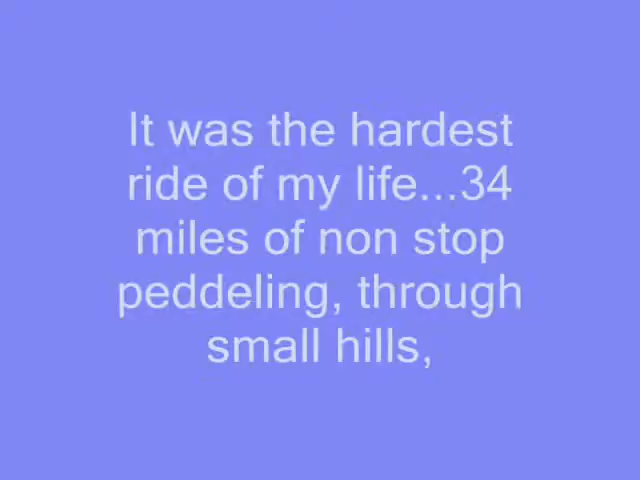 It was the hardest
ride of my life...34
miles of non stop
peddeling, through
small hills,